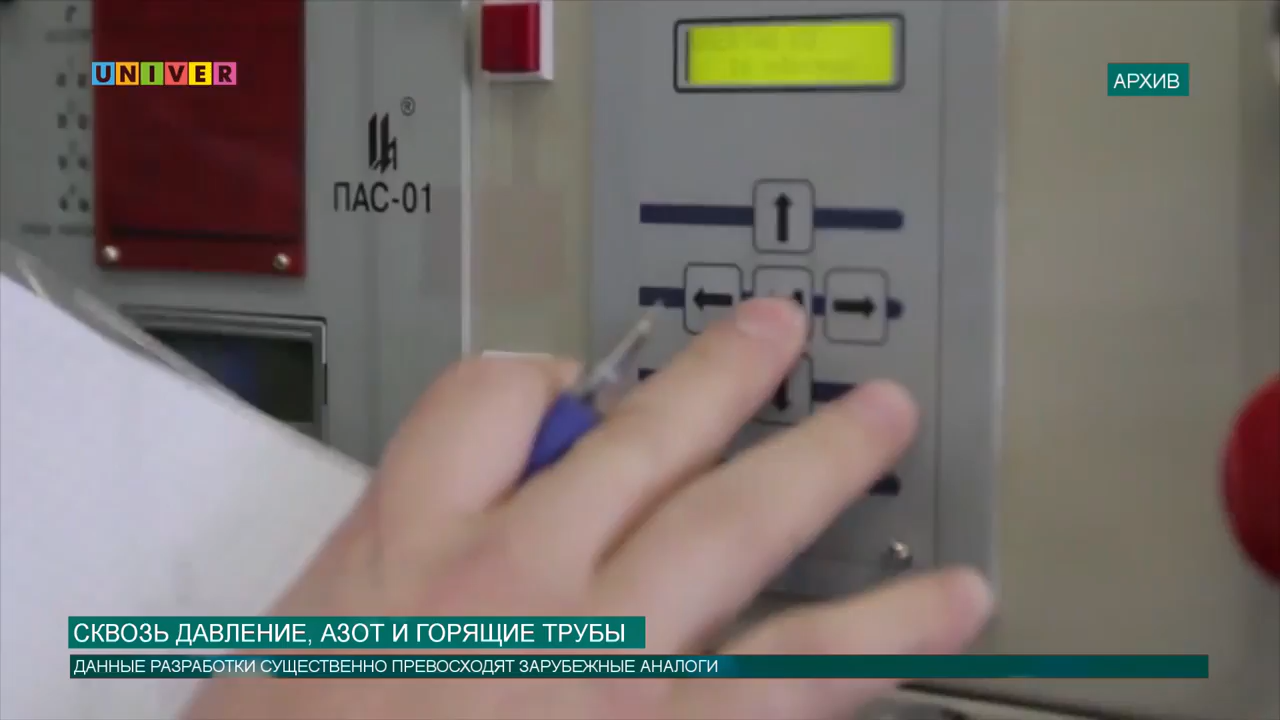 UNIVER
АРХИВ
®
ПАС-01
СКВОЗЬ ДАВЛЕНИЕ, АЗОТ И ГОРЯЩИЕ ТРУБЫ
ДАННЫЕ РАЗРАБОТКИ СУЩЕСТВЕННО ПРЕВОСХОДЯТ ЗАРУБЕЖНЫЕ АНАЛОГИ